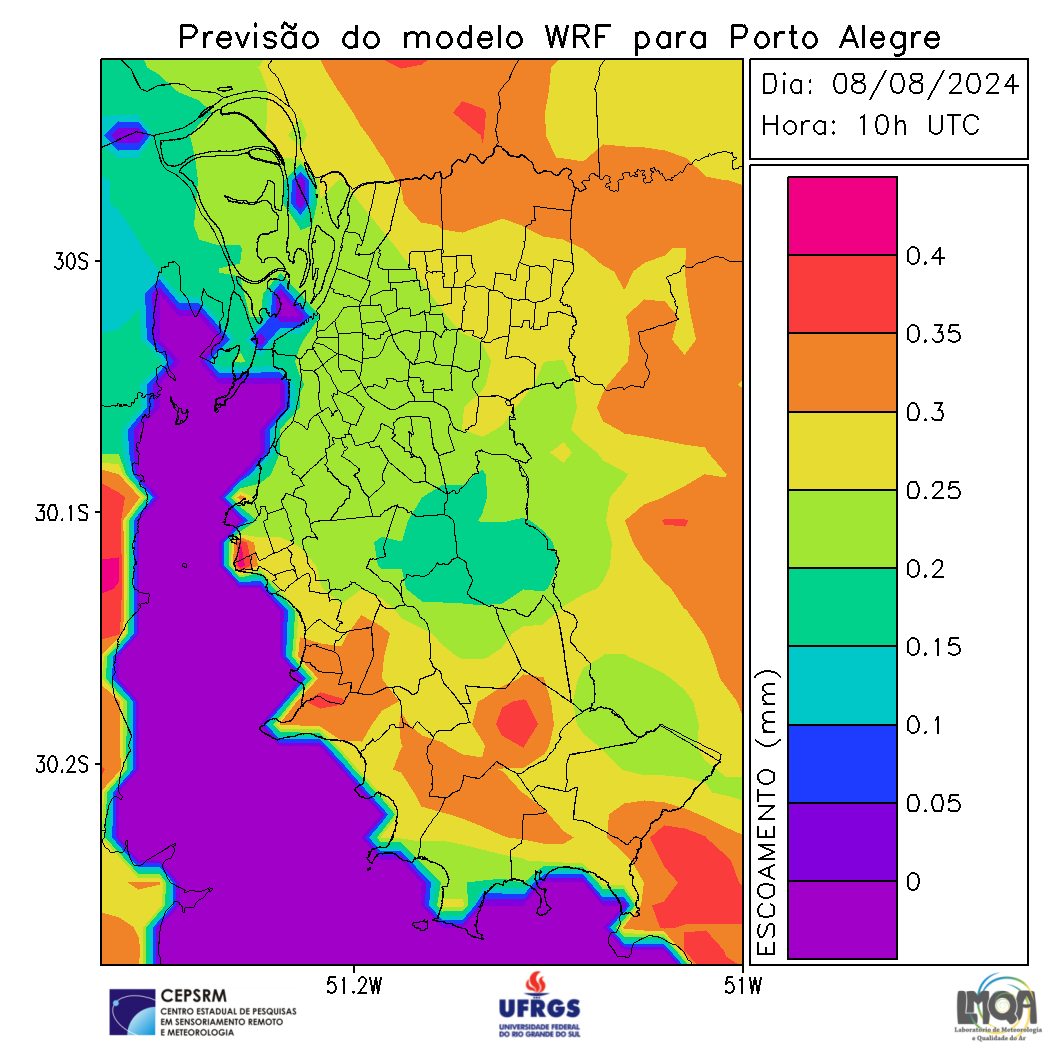 Previsão do modelo WRF para Porto Alegre
Dia: 08/08/2024
Hora: 10h UTC
30S
30.1S
30.2S
51.2W
51W
ESCOAMENTO (mm)
0.4
0.35
0.3
0.25
0.2
0.15
0.1
0.05
0
CEPSRM
CENTRO ESTADUAL DE PESQUISAS
EM SENSORIAMENTO REMOTO
E METEOROLOGIA
UFRGS
UNIVERSIDADE FEDERAL
DO RIO GRANDE DO SUL
LMQA
Laboratório de Meteorologia
e Qualidade do Ar